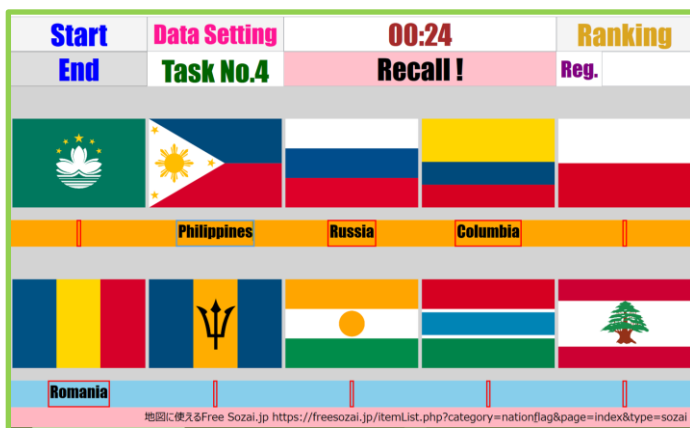 Start Data Setting 00:24 Ranking
End Task No.4 Recall ! Reg.
Philippines Russia Columbia
Romania
地図に使えるFree Sozai.jp https://freesozai.jp/itemList.php?category=nationflag&page=index&type=sozai